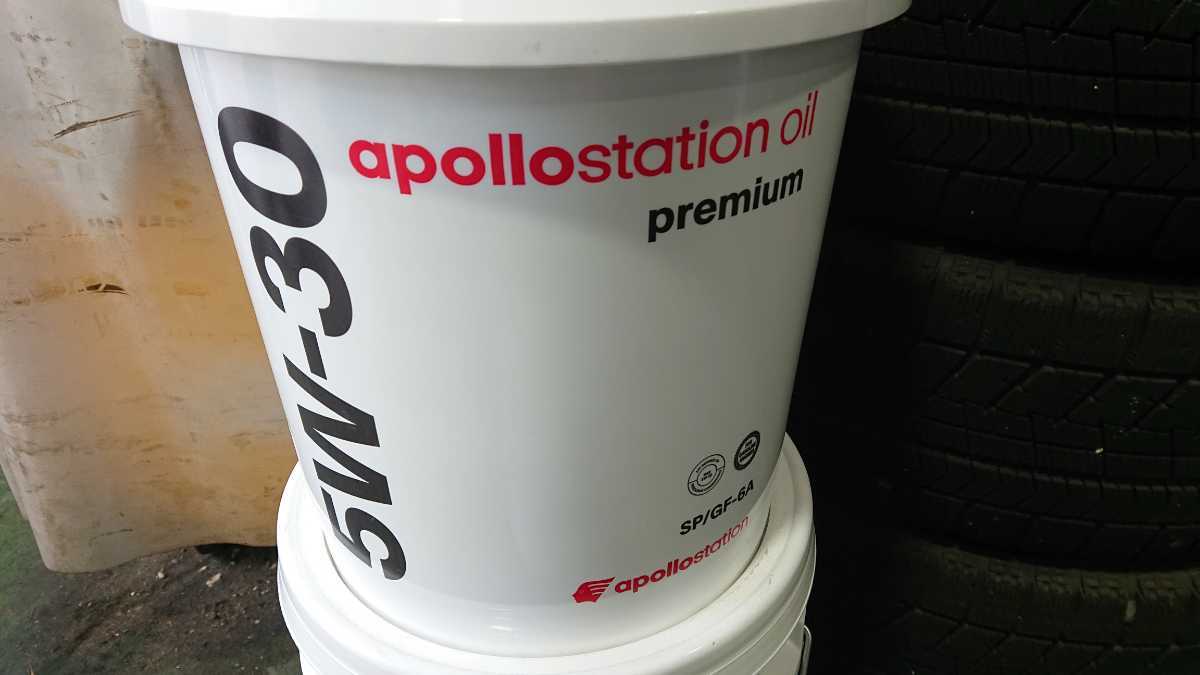 apollostation oil
premium
5W-30
SP/GF-6A
apollostation